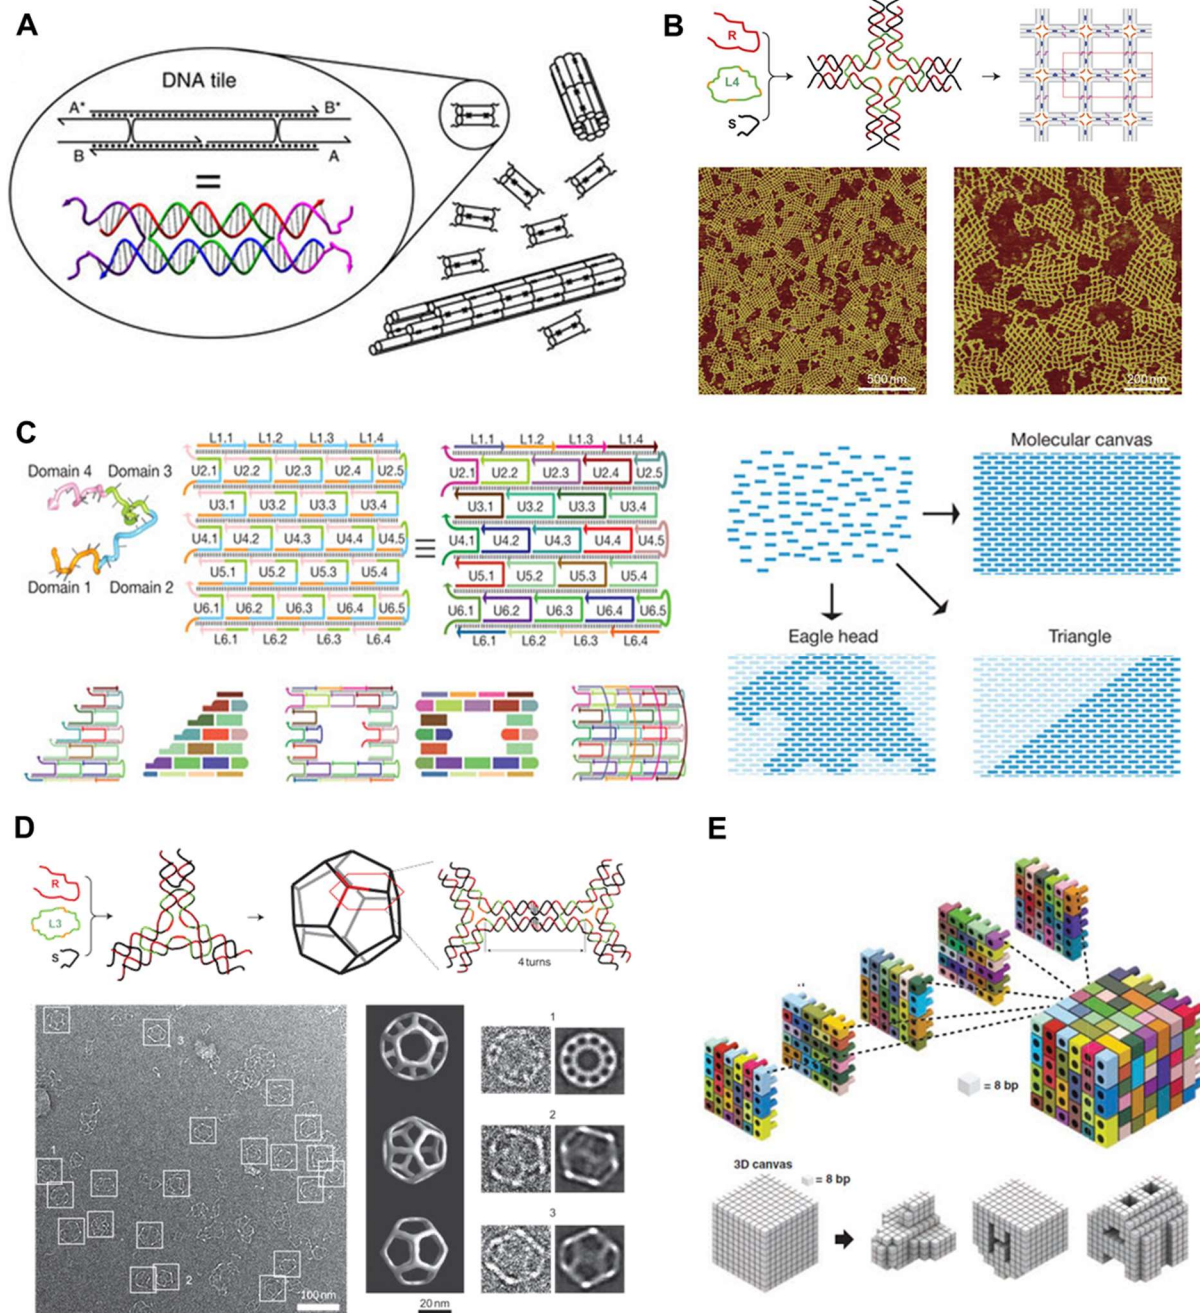 A
DNA tile
A* B*
B A
=
B
R
L4
S
500 nm
200 nm
C
Domain 4 Domain 3
Domain 1 Domain 2
L1.1 L1.2 L1.3 L1.4
U2.1 U2.2 U2.3 U2.4 U2.5
U3.1 U3.2 U3.3 U3.4
U4.1 U4.2 U4.3 U4.4 U4.5
U5.1 U5.2 U5.3 U5.4
U6.1 U6.2 U6.3 U6.4 U6.5
L6.1 L6.2 L6.3 L6.4
L1.1 L1.2 L1.3 L1.4
U2.1 U2.2 U2.3 U2.4 U2.5
U3.1 U3.2 U3.3 U3.4
U4.1 U4.2 U4.3 U4.4 U4.5
U5.1 U5.2 U5.3 U5.4
U6.1 U6.2 U6.3 U6.4 U6.5
L6.1 L6.2 L6.3 L6.4
Molecular canvas
Eagle head
Triangle
D
R
L3
S
4 turns
3
1
2
100 nm
20 nm
1
2
3
E
= 8 bp
3D canvas
= 8 bp